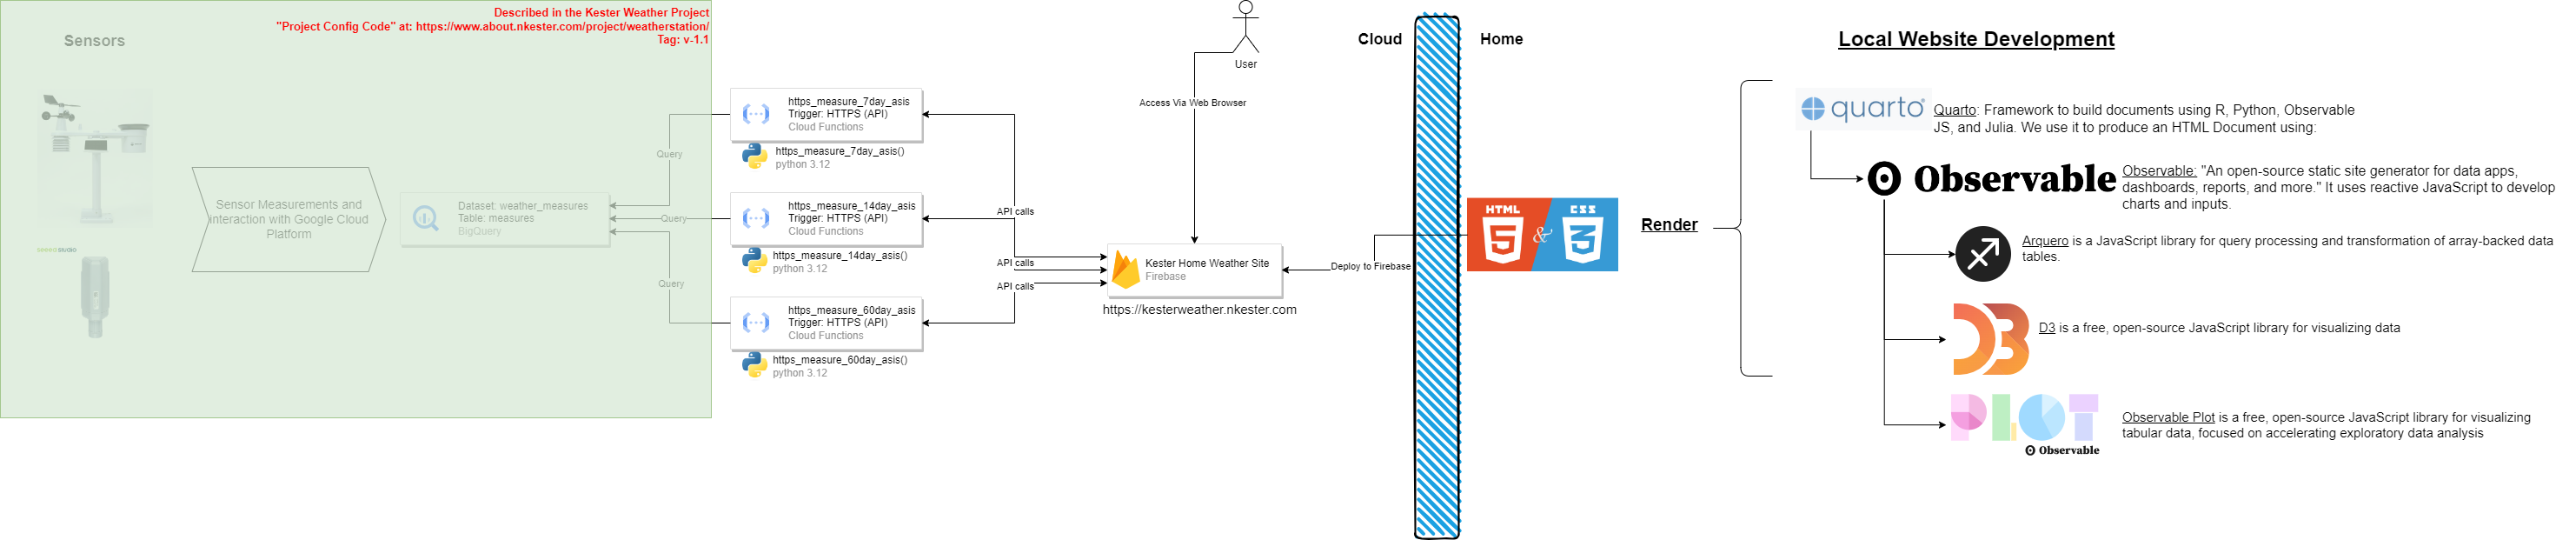 Described in the Kester Weather Project
"Project Config Code" at: https://www.about.nkester.com/project/weatherstation/
Tag: v-1.1
Sensors
seeed studio
Sensor Measurements and
interaction with Google Cloud
Platform
Dataset: weather_measures
Table: measures
BigQuery
Query
Query
Query
https_measure_7day_asis
Trigger: HTTPS (API)
Cloud Functions
https_measure_7day_asis()
python 3.12
https_measure_14day_asis
Trigger: HTTPS (API)
Cloud Functions
https_measure_14day_asis()
python 3.12
https_measure_60day_asis
Trigger: HTTPS (API)
Cloud Functions
https_measure_60day_asis()
python 3.12
API calls
API calls
API calls
User
Access Via Web Browser
Kester Home Weather Site
Firebase
https://kesterweather.nkester.com
Deploy to Firebase
Cloud
Home
HTML
5
&
CSS
3
Render
Local Website Development
quarto
Quarto: Framework to build documents using R, Python, Observable
JS, and Julia. We use it to produce an HTML Document using:
Observable
Observable: "An open-source static site generator for data apps,
dashboards, reports, and more." It uses reactive JavaScript to develop
charts and inputs.
Arquero is a JavaScript library for query processing and transformation of array-backed data
tables.
D3
D3 is a free, open-source JavaScript library for visualizing data
PLOT
Observable
Observable Plot is a free, open-source JavaScript library for visualizing
tabular data, focused on accelerating exploratory data analysis